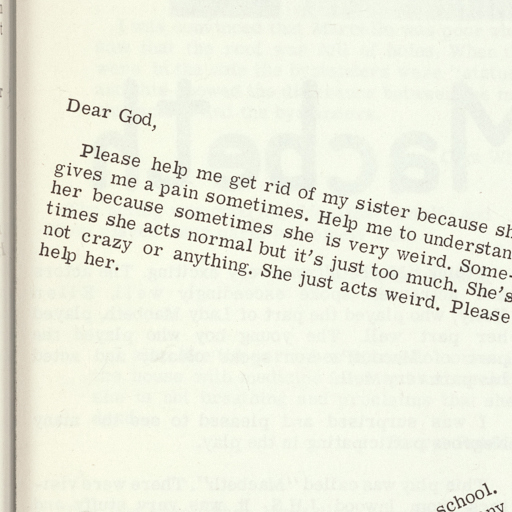 Dear God,
Please help me get rid of my sister because sh
gives me a pain sometimes. Help me to understan
her because sometimes she is very weird. Some-
times she acts normal but it's just too much. She's
not crazy or anything. She just acts weird. Please
help her.
school.